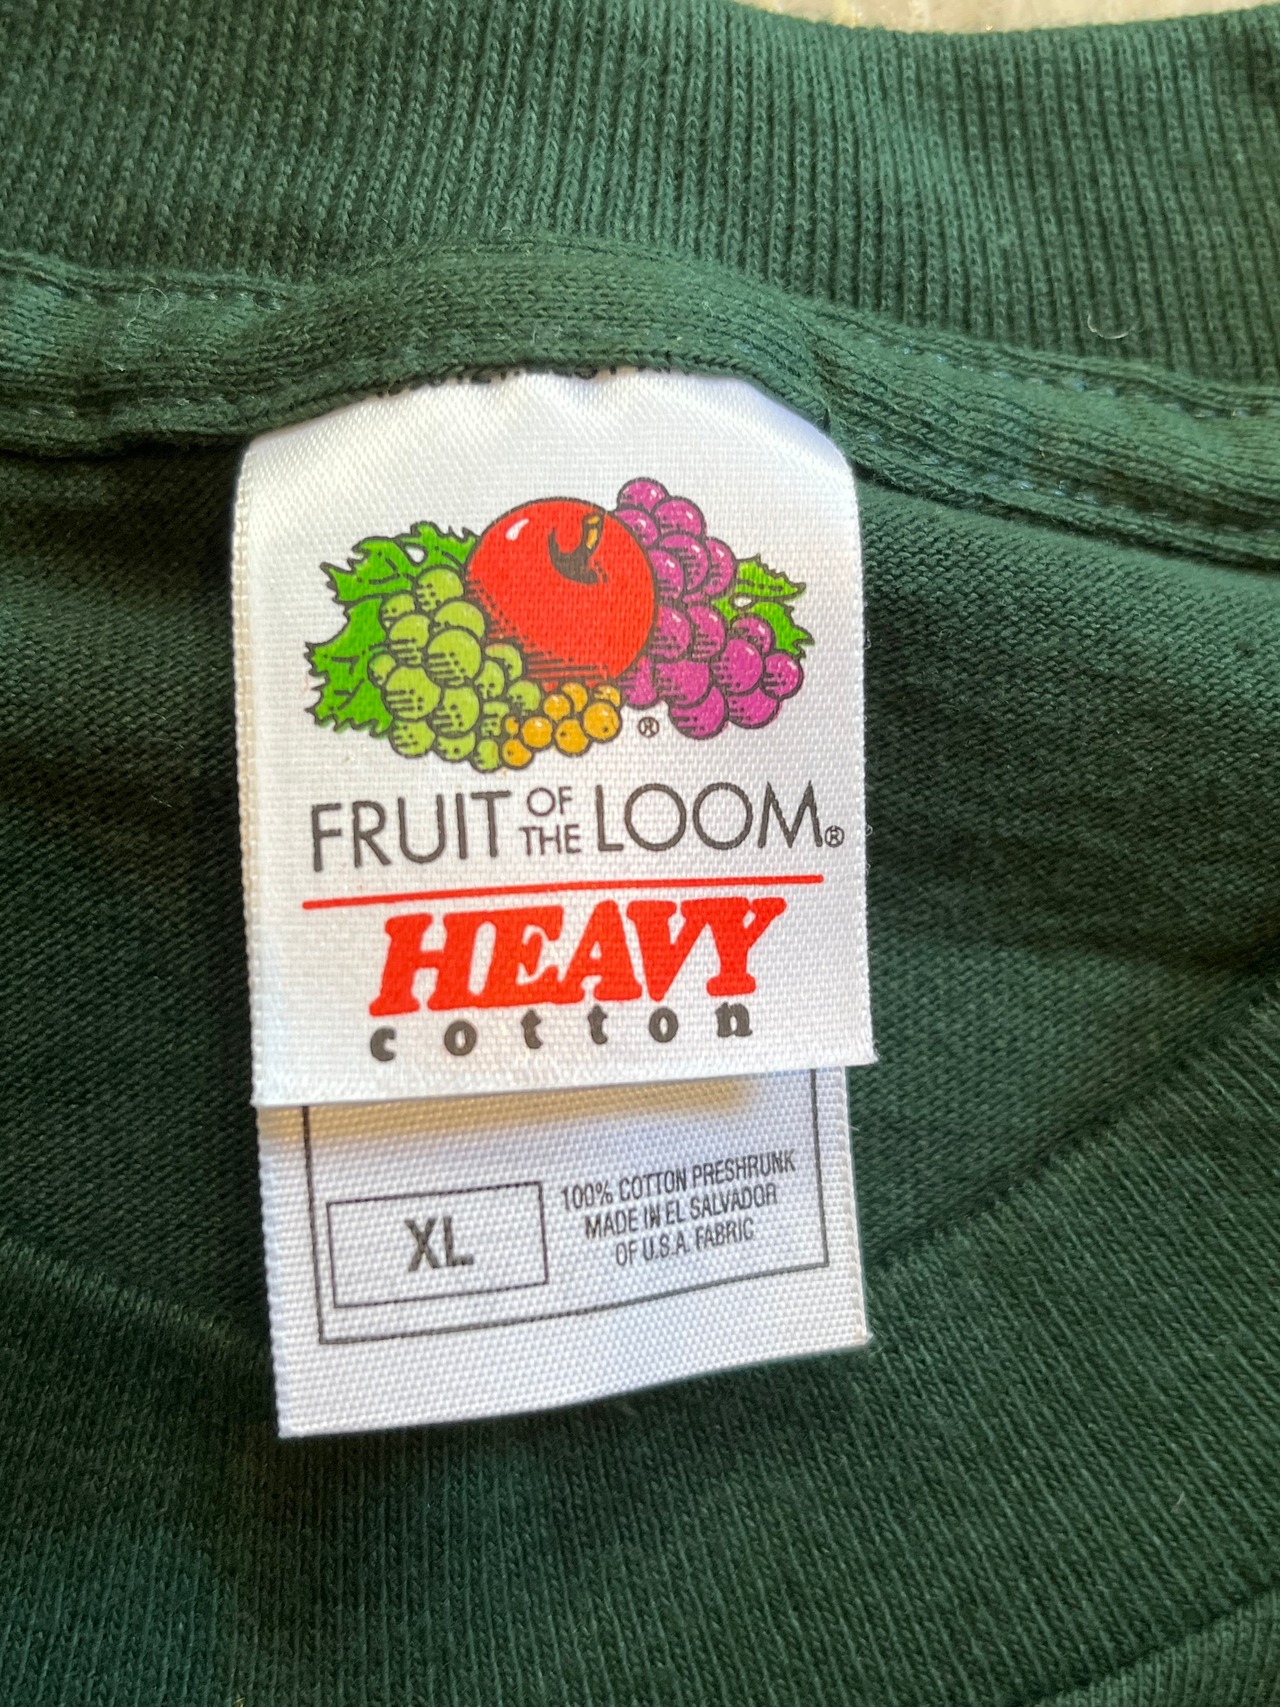 ®
FRUIT OF THE LOOM®
HEAVY
cotton
XL
100% COTTON PRESHRUNK
MADE IN EL SALVADOR
OF U.S.A. FABRIC